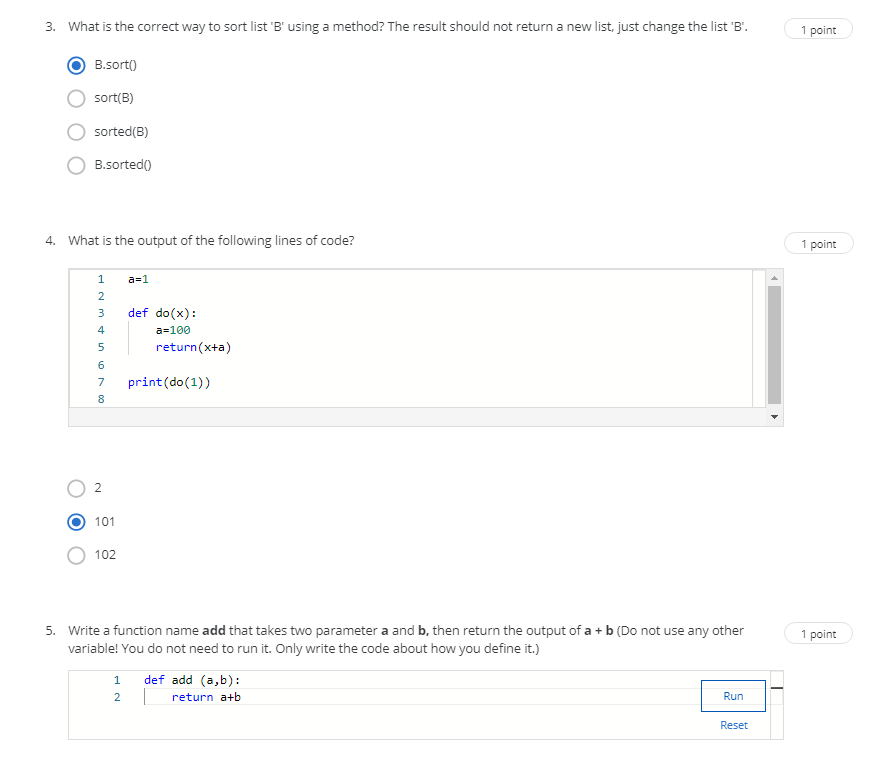 3. What is the correct way to sort list 'B' using a method? The result should not return a new list, just change the list 'B'.
1 point
B.sort()
sort(B)
sorted(B)
B.sorted()
4. What is the output of the following lines of code?
1 point
1 a=1
2
3 def do(x):
4 a=100
5 return(x+a)
6
7 print(do(1))
8
2
101
102
5. Write a function name add that takes two parameter a and b, then return the output of a + b (Do not use any other
variable! You do not need to run it. Only write the code about how you define it.)
1 point
1 def add (a,b):
2 return a+b
Run
Reset